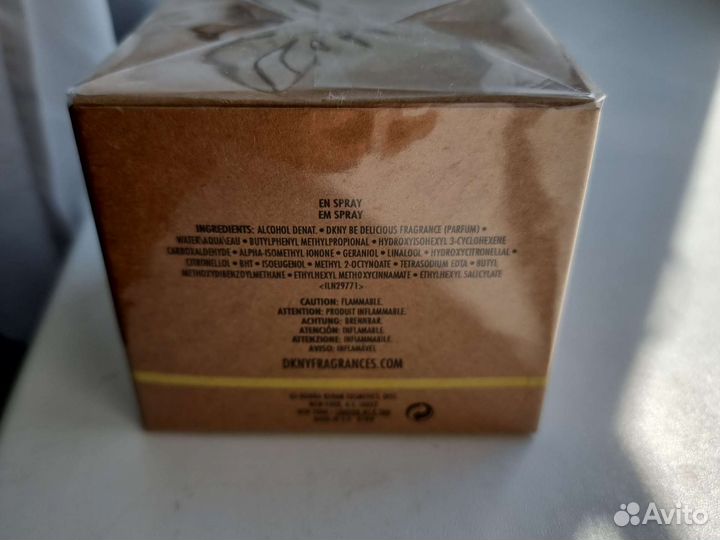 EN SPRAY
EM SPRAY
INGREDIENTS: ALCOHOL DENAT. • DKNY BE DELICIOUS FRAGRANCE (PARFUM) •
WATER\AQUA\EAU • BUTYLPHENYL METHYLPROPIONAL • HYDROXYISOHEXYL 3-CYCLOHEXENE
CARBOXALDEHYDE • ALPHA-ISOMETHYL IONONE • GERANIOL • LINALOOL • HYDROXYCITRONELLAL •
CITRONELLOL • BHT • ISOEUGENOL • METHYL 2-OCTYNOATE • TETRASODIUM EDTA • BUTYL
METHOXYDIBENZOYLMETHANE • ETHYLHEXYL METHOXYCINNAMATE • ETHYLHEXYL SALICYLATE
<ILN29771>
CAUTION: FLAMMABLE.
ATTENTION: PRODUIT INFLAMMABLE.
ACHTUNG: BRENNBAR.
ATENCIÓN: INFLAMABLE.
ATTENZIONE: INFIAMMABILE.
AVISO: INFLAMÁVEL
DKNYFRAGRANCES.COM
Avito